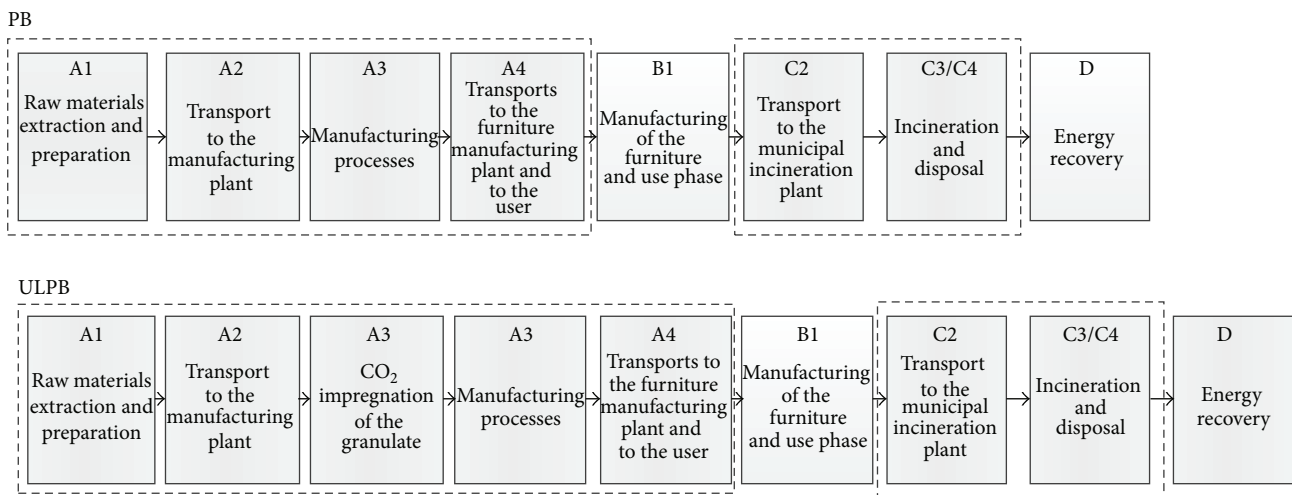 PB
A1
Raw materials
extraction and
preparation
A2
Transport
to the
manufacturing
plant
A3
Manufacturing
processes
A4
Transports
to the
furniture
manufacturing
plant and
to the
user
B1
Manufacturing
of the
furniture
and use phase
C2
Transport
to the
municipal
incineration
plant
C3/C4
Incineration
and
disposal
D
Energy
recovery
ULPB
A1
Raw materials
extraction and
preparation
A2
Transport
to the
manufacturing
plant
A3
CO₂
impregnation
of the
granulate
A3
Manufacturing
processes
A4
Transports to
the furniture
manufacturing
plant and
to the user
B1
Manufacturing
of the
furniture
and use phase
C2
Transport
to the
municipal
incineration
plant
C3/C4
Incineration
and
disposal
D
Energy
recovery